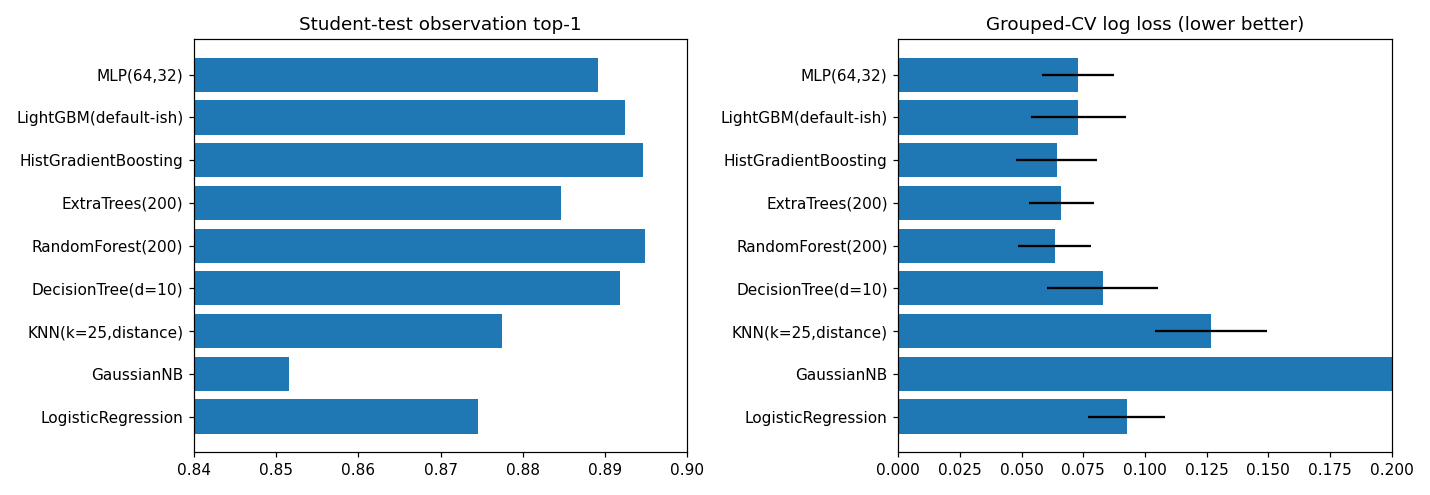 Student-test observation top-1
MLP(64,32)
LightGBM(default-ish)
HistGradientBoosting
ExtraTrees(200)
RandomForest(200)
DecisionTree(d=10)
KNN(k=25,distance)
GaussianNB
LogisticRegression
0.84 0.85 0.86 0.87 0.88 0.89 0.90
Grouped-CV log loss (lower better)
MLP(64,32)
LightGBM(default-ish)
HistGradientBoosting
ExtraTrees(200)
RandomForest(200)
DecisionTree(d=10)
KNN(k=25,distance)
GaussianNB
LogisticRegression
0.000 0.025 0.050 0.075 0.100 0.125 0.150 0.175 0.200